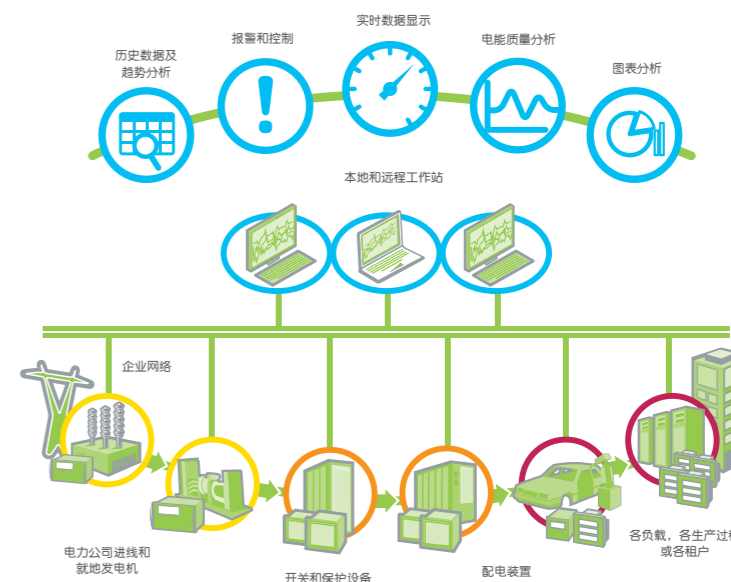 实时数据显示
报警和控制
电能质量分析
历史数据及
趋势分析
图表分析
本地和远程工作站
企业网络
电力公司进线和
就地发电机
开关和保护设备
配电装置
各负载，各生产过程
或各租户